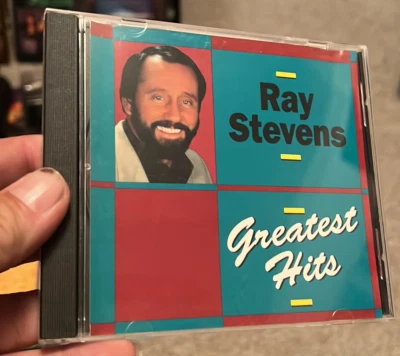 Ray
Stevens
Greatest
Hits